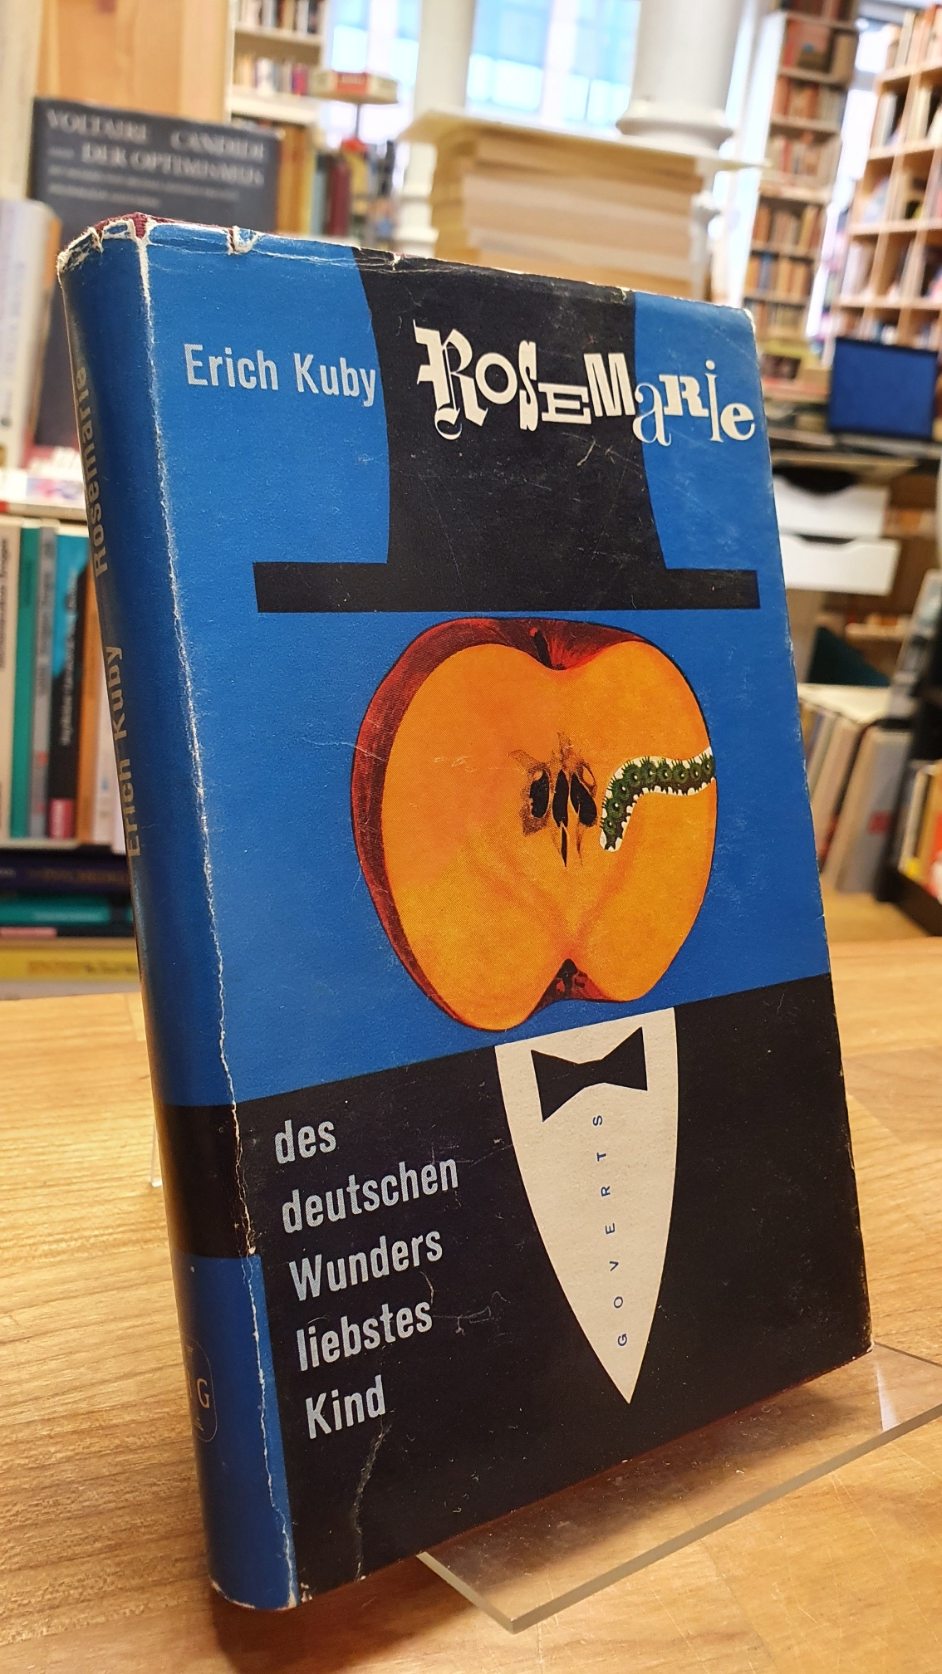 VOLTAIRE CANDIDE
DER OPTIMISMUS
Erich Kuby
ROSEMARIE
des
deutschen
Wunders
liebstes
Kind
GOVERTS
Erich Kuby Rosemarie
G